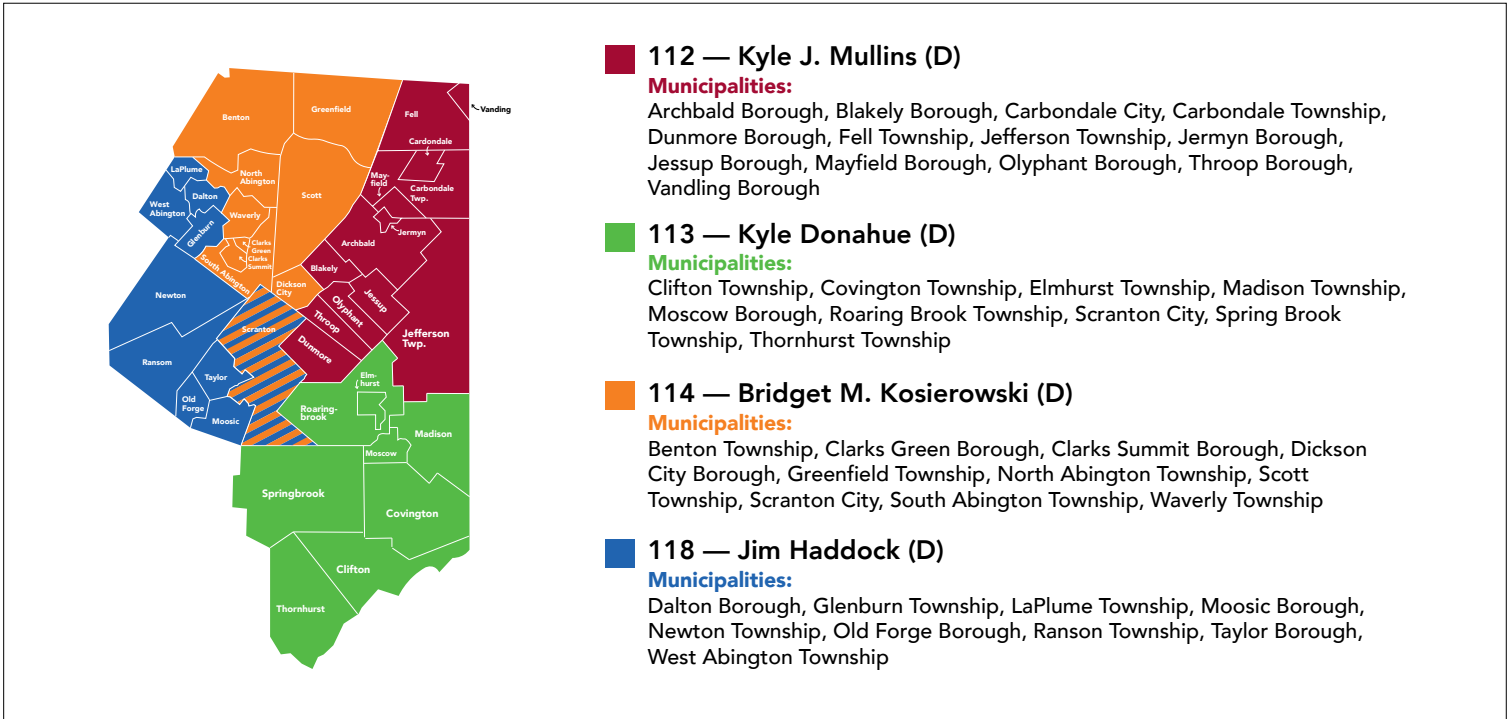 Benton
Greenfield
Fell
Vanding
Cardondale
LaPlume
North
Abington
May-
field
Carbondale
Twp.
Scott
West
Abington
Dalton
Waverly
Glenburn
Clarks
Green
Clarks
Summit
Jermyn
Archbald
South Abington
Blakely
Dickson
City
Newton
Jessup
Olyphant
Throop
Scranton
Jefferson
Twp.
Dunmore
Ransom
Taylor
Elm-
hurst
Old
Forge
Roaring-
brook
Moosic
Madison
Moscow
Springbrook
Covington
Clifton
Thornhurst
112 — Kyle J. Mullins (D)
Municipalities:
Archbald Borough, Blakely Borough, Carbondale City, Carbondale Township,
Dunmore Borough, Fell Township, Jefferson Township, Jermyn Borough,
Jessup Borough, Mayfield Borough, Olyphant Borough, Throop Borough,
Vandling Borough
113 — Kyle Donahue (D)
Municipalities:
Clifton Township, Covington Township, Elmhurst Township, Madison Township,
Moscow Borough, Roaring Brook Township, Scranton City, Spring Brook
Township, Thornhurst Township
114 — Bridget M. Kosierowski (D)
Municipalities:
Benton Township, Clarks Green Borough, Clarks Summit Borough, Dickson
City Borough, Greenfield Township, North Abington Township, Scott
Township, Scranton City, South Abington Township, Waverly Township
118 — Jim Haddock (D)
Municipalities:
Dalton Borough, Glenburn Township, LaPlume Township, Moosic Borough,
Newton Township, Old Forge Borough, Ranson Township, Taylor Borough,
West Abington Township